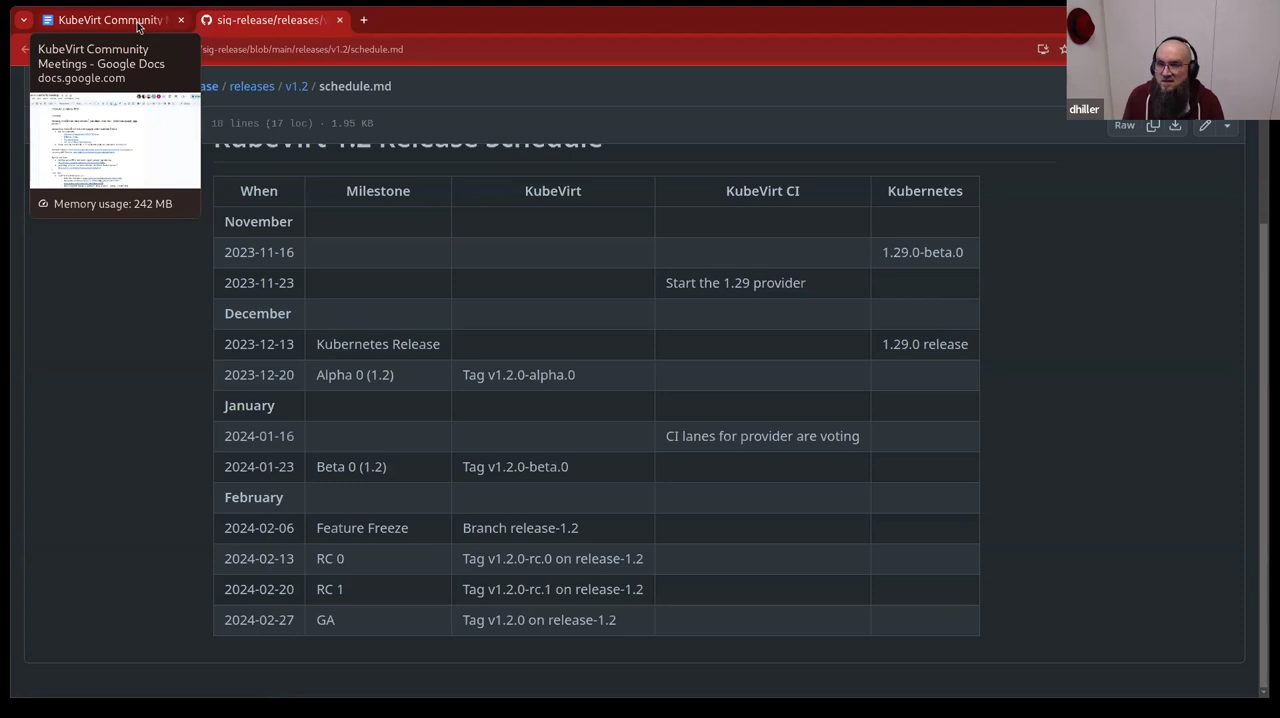 KubeVirt Community
sig-release/releases/v
sig-release/blob/main/releases/v1.2/schedule.md
KubeVirt Community
Meetings - Google Docs
docs.google.com
Memory usage: 242 MB
dhiller
releases / v1.2 / schedule.md
18 lines (17 loc) · 1.95 KB
Raw
1.2 Release Schedule
When Milestone KubeVirt KubeVirt CI Kubernetes
November
2023-11-16 1.29.0-beta.0
2023-11-23 Start the 1.29 provider
December
2023-12-13 Kubernetes Release 1.29.0 release
2023-12-20 Alpha 0 (1.2) Tag v1.2.0-alpha.0
January
2024-01-16 CI lanes for provider are voting
2024-01-23 Beta 0 (1.2) Tag v1.2.0-beta.0
February
2024-02-06 Feature Freeze Branch release-1.2
2024-02-13 RC 0 Tag v1.2.0-rc.0 on release-1.2
2024-02-20 RC 1 Tag v1.2.0-rc.1 on release-1.2
2024-02-27 GA Tag v1.2.0 on release-1.2